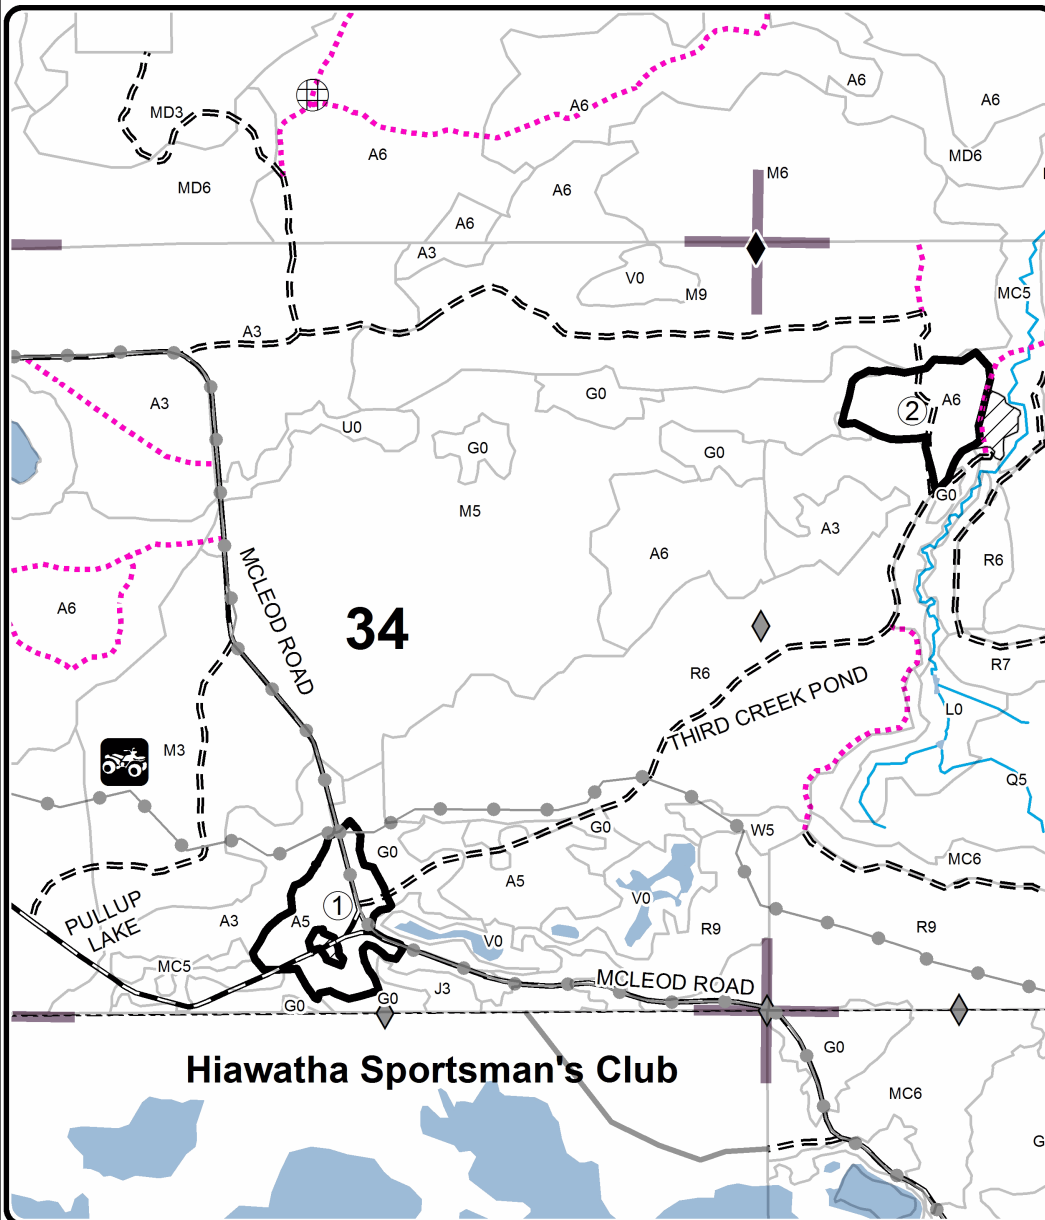 MD3
A6
A6
A6
A6
MD6
MD6
A6
M6
A6
A3
V0
M9
MC5
A3
A3
G0
2
A6
U0
G0
G0
G0
M5
A3
A6
R6
MCLEOD ROAD
A6
34
R6
R7
THIRD CREEK POND
L0
M3
Q5
G0
W5
G0
MC6
A5
V0
1
A3
A5
PULLUP
LAKE
V0
R9
R9
MC5
MCLEOD ROAD
J3
G0
G0
G0
Hiawatha Sportsman's Club
MC6